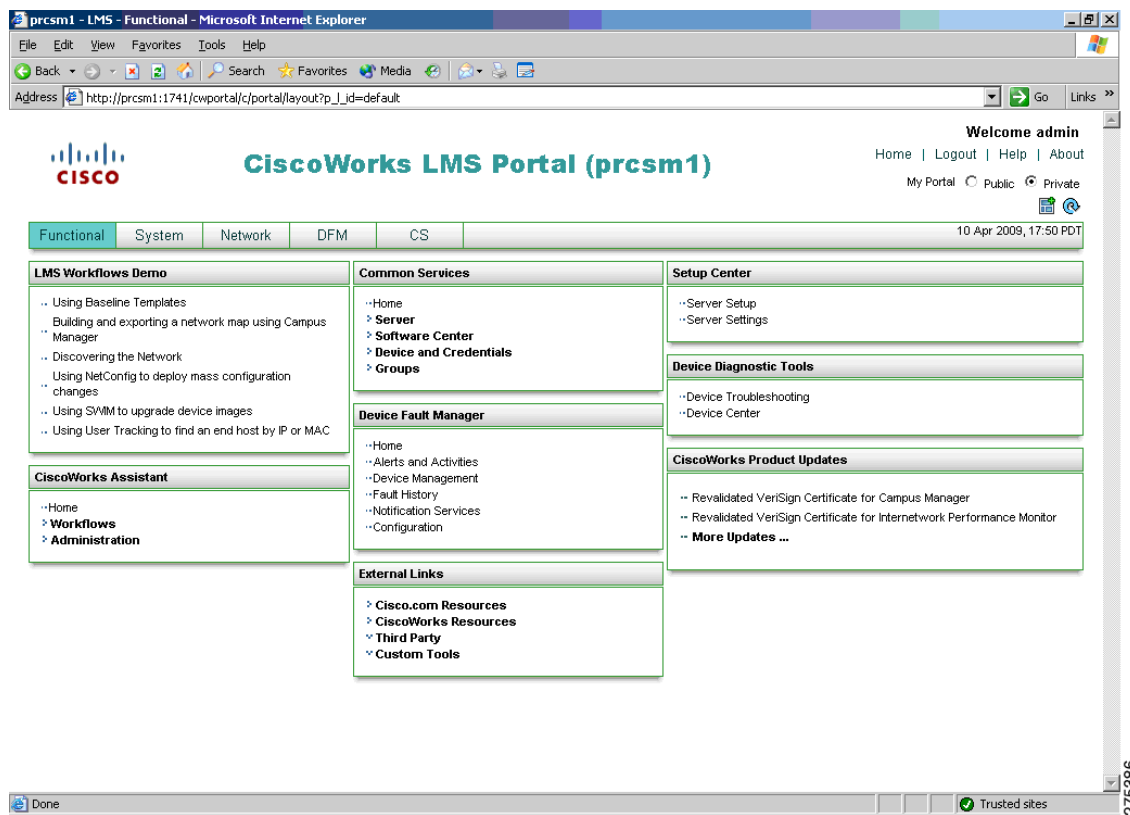 prcsm1 - LMS - Functional - Microsoft Internet Explorer
File Edit View Favorites Tools Help
Back Search Favorites Media
Address http://prcsm1:1741/cwportal/c/portal/layout?p_l_id=default Go Links »
Welcome admin
CISCO
CiscoWorks LMS Portal (prcsm1)
Home | Logout | Help | About
My Portal Public Private
Functional System Network DFM CS
10 Apr 2009, 17:50 PDT
LMS Workflows Demo
Using Baseline Templates
Building and exporting a network map using Campus
Manager
Discovering the Network
Using NetConfig to deploy mass configuration
changes
Using SWIM to upgrade device images
Using User Tracking to find an end host by IP or MAC
CiscoWorks Assistant
Home
Workflows
Administration
Common Services
Home
Server
Software Center
Device and Credentials
Groups
Device Fault Manager
Home
Alerts and Activities
Device Management
Fault History
Notification Services
Configuration
External Links
Cisco.com Resources
CiscoWorks Resources
Third Party
Custom Tools
Setup Center
Server Setup
Server Settings
Device Diagnostic Tools
Device Troubleshooting
Device Center
CiscoWorks Product Updates
Revalidated VeriSign Certificate for Campus Manager
Revalidated VeriSign Certificate for Internetwork Performance Monitor
More Updates ...
Done
Trusted sites